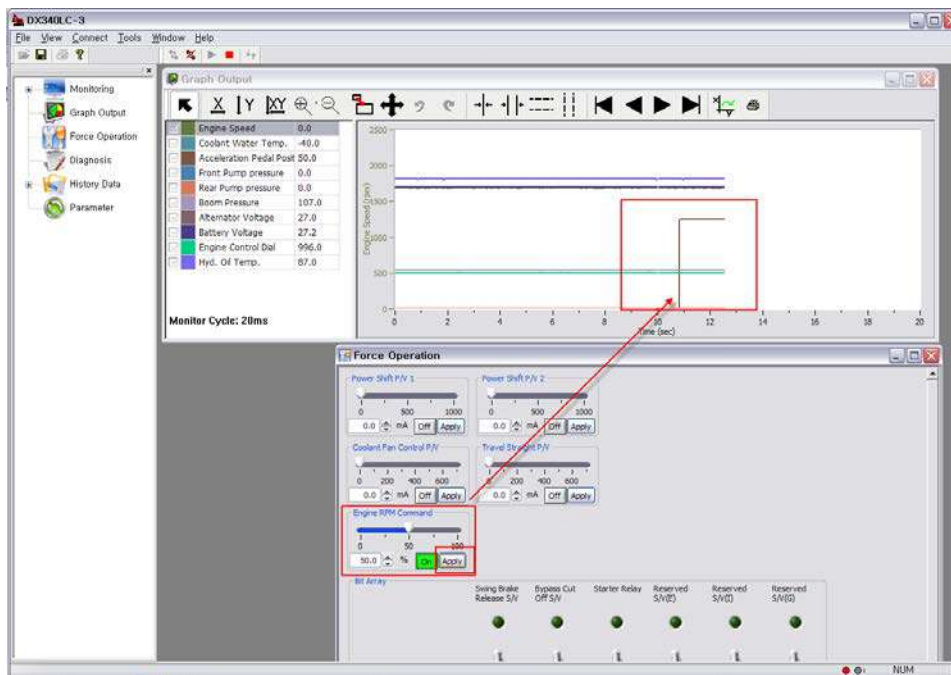 DX340LC-3
File View Connect Tools Window Help
Monitoring
Graph Output
Force Operation
Diagnosis
History Data
Parameter
Graph Output
X Y XY
Engine Speed 0.0
Coolant Water Temp. -40.0
Acceleration Pedal Posit 50.0
Front Pump pressure 0.0
Rear Pump pressure 0.0
Boom Pressure 107.0
Alternator Voltage 27.0
Battery Voltage 27.2
Engine Control Dial 996.0
Hyd. Oil Temp. 87.0
Monitor Cycle: 20ms
Engine Speed (rpm)
2500
2000
1500
1000
500
0
0 2 4 6 8 10 12 14 16 18 20
Time (sec)
Force Operation
Power Shift P/V 1 Power Shift P/V 2
0 500 1000 0 500 1000
0.0 mA Off Apply 0.0 mA Off Apply
Coolant Fan Control P/V Travel Straight P/V
0 200 400 600 0 200 400 600
0.0 mA Off Apply 0.0 mA Off Apply
Engine RPM Command
0 50 100
50.0 % On Apply
Bit Array
Swing Brake Release S/V
Bypass Cut Off S/V
Starter Relay
Reserved S/V(E)
Reserved S/V(I)
Reserved S/V(G)
NUM